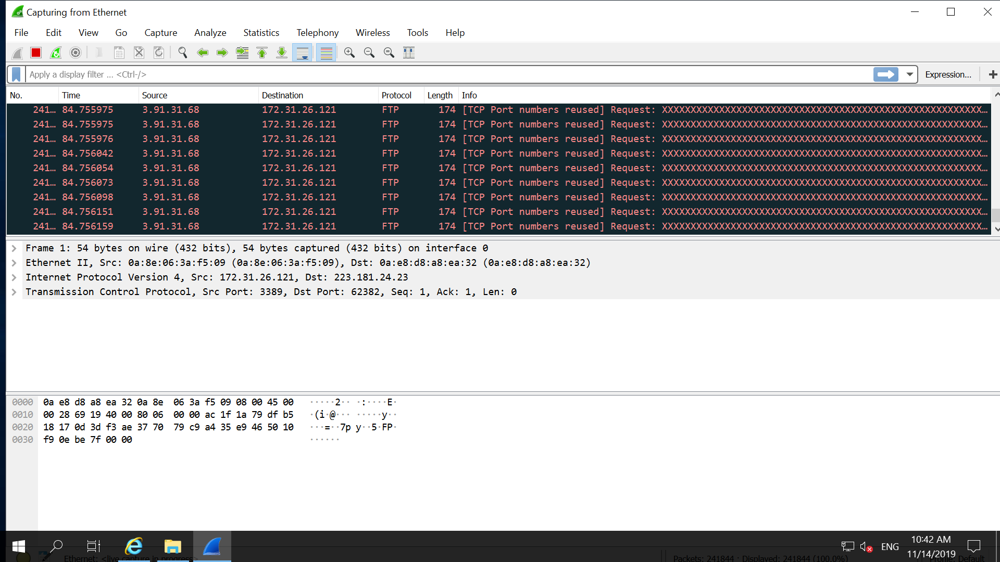 Capturing from Ethernet
File Edit View Go Capture Analyze Statistics Telephony Wireless Tools Help
Apply a display filter ... <Ctrl-/> Expression... +
No. Time Source Destination Protocol Length Info
241... 84.755975 3.91.31.68 172.31.26.121 FTP 174 [TCP Port numbers reused] Request: XXXXXXXXXXXXXXXXXXXXXXXXXXXXXXXXXXXXXXXXXXXXXXXXXXXXXXXX...
241... 84.755975 3.91.31.68 172.31.26.121 FTP 174 [TCP Port numbers reused] Request: XXXXXXXXXXXXXXXXXXXXXXXXXXXXXXXXXXXXXXXXXXXXXXXXXXXXXXXX...
241... 84.755976 3.91.31.68 172.31.26.121 FTP 174 [TCP Port numbers reused] Request: XXXXXXXXXXXXXXXXXXXXXXXXXXXXXXXXXXXXXXXXXXXXXXXXXXXXXXXX...
241... 84.756042 3.91.31.68 172.31.26.121 FTP 174 [TCP Port numbers reused] Request: XXXXXXXXXXXXXXXXXXXXXXXXXXXXXXXXXXXXXXXXXXXXXXXXXXXXXXXX...
241... 84.756054 3.91.31.68 172.31.26.121 FTP 174 [TCP Port numbers reused] Request: XXXXXXXXXXXXXXXXXXXXXXXXXXXXXXXXXXXXXXXXXXXXXXXXXXXXXXXX...
241... 84.756073 3.91.31.68 172.31.26.121 FTP 174 [TCP Port numbers reused] Request: XXXXXXXXXXXXXXXXXXXXXXXXXXXXXXXXXXXXXXXXXXXXXXXXXXXXXXXX...
241... 84.756098 3.91.31.68 172.31.26.121 FTP 174 [TCP Port numbers reused] Request: XXXXXXXXXXXXXXXXXXXXXXXXXXXXXXXXXXXXXXXXXXXXXXXXXXXXXXXX...
241... 84.756151 3.91.31.68 172.31.26.121 FTP 174 [TCP Port numbers reused] Request: XXXXXXXXXXXXXXXXXXXXXXXXXXXXXXXXXXXXXXXXXXXXXXXXXXXXXXXX...
241... 84.756159 3.91.31.68 172.31.26.121 FTP 174 [TCP Port numbers reused] Request: XXXXXXXXXXXXXXXXXXXXXXXXXXXXXXXXXXXXXXXXXXXXXXXXXXXXXXXX...
Frame 1: 54 bytes on wire (432 bits), 54 bytes captured (432 bits) on interface 0
Ethernet II, Src: 0a:8e:06:3a:f5:09 (0a:8e:06:3a:f5:09), Dst: 0a:e8:d8:a8:ea:32 (0a:e8:d8:a8:ea:32)
Internet Protocol Version 4, Src: 172.31.26.121, Dst: 223.181.24.23
Transmission Control Protocol, Src Port: 3389, Dst Port: 62382, Seq: 1, Ack: 1, Len: 0
0000 0a e8 d8 a8 ea 32 0a 8e 06 3a f5 09 08 00 45 00 ·····2·· ·:····E·
0010 00 28 69 19 40 00 80 06 00 00 ac 1f 1a 79 df b5 ·(i·@··· ·····y··
0020 18 17 0d 3d f3 ae 37 70 79 c9 a4 35 e9 46 50 10 ···=··7p y··5·FP·
0030 f9 0e be 7f 00 00 ······
ENG 10:42 AM
11/14/2019
Ethernet: <live capture in progress> Packets: 241844 · Displayed: 241844 (100.0%) Profile: Default